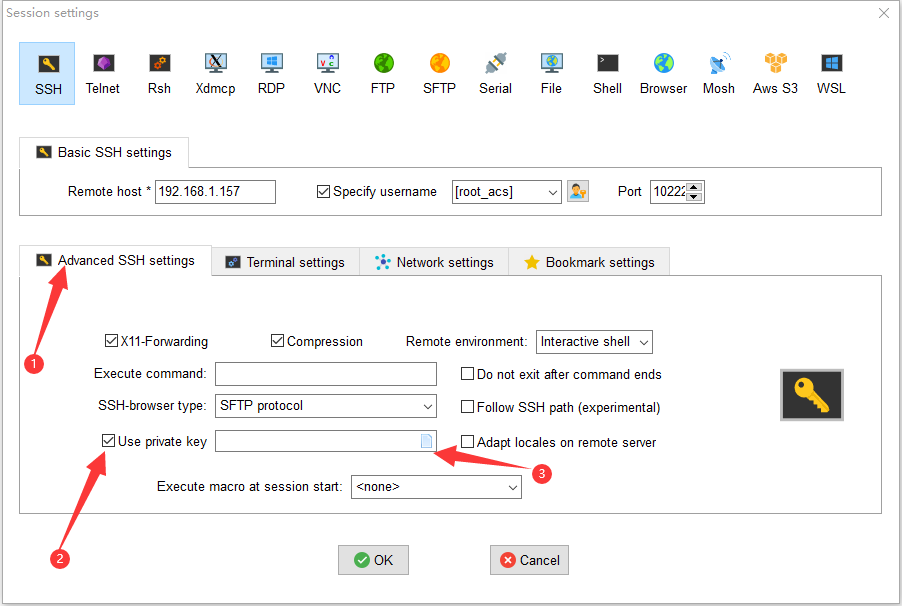 Session settings
SSH Telnet Rsh Xdmcp RDP VNC FTP SFTP Serial File Shell Browser Mosh Aws S3 WSL
Basic SSH settings
Remote host * 192.168.1.157 Specify username [root_acs] Port 10222
Advanced SSH settings Terminal settings Network settings Bookmark settings
X11-Forwarding Compression Remote environment: Interactive shell
1
Execute command: Do not exit after command ends
SSH-browser type: SFTP protocol Follow SSH path (experimental)
Use private key Adapt locales on remote server
3
Execute macro at session start: <none>
2
OK Cancel